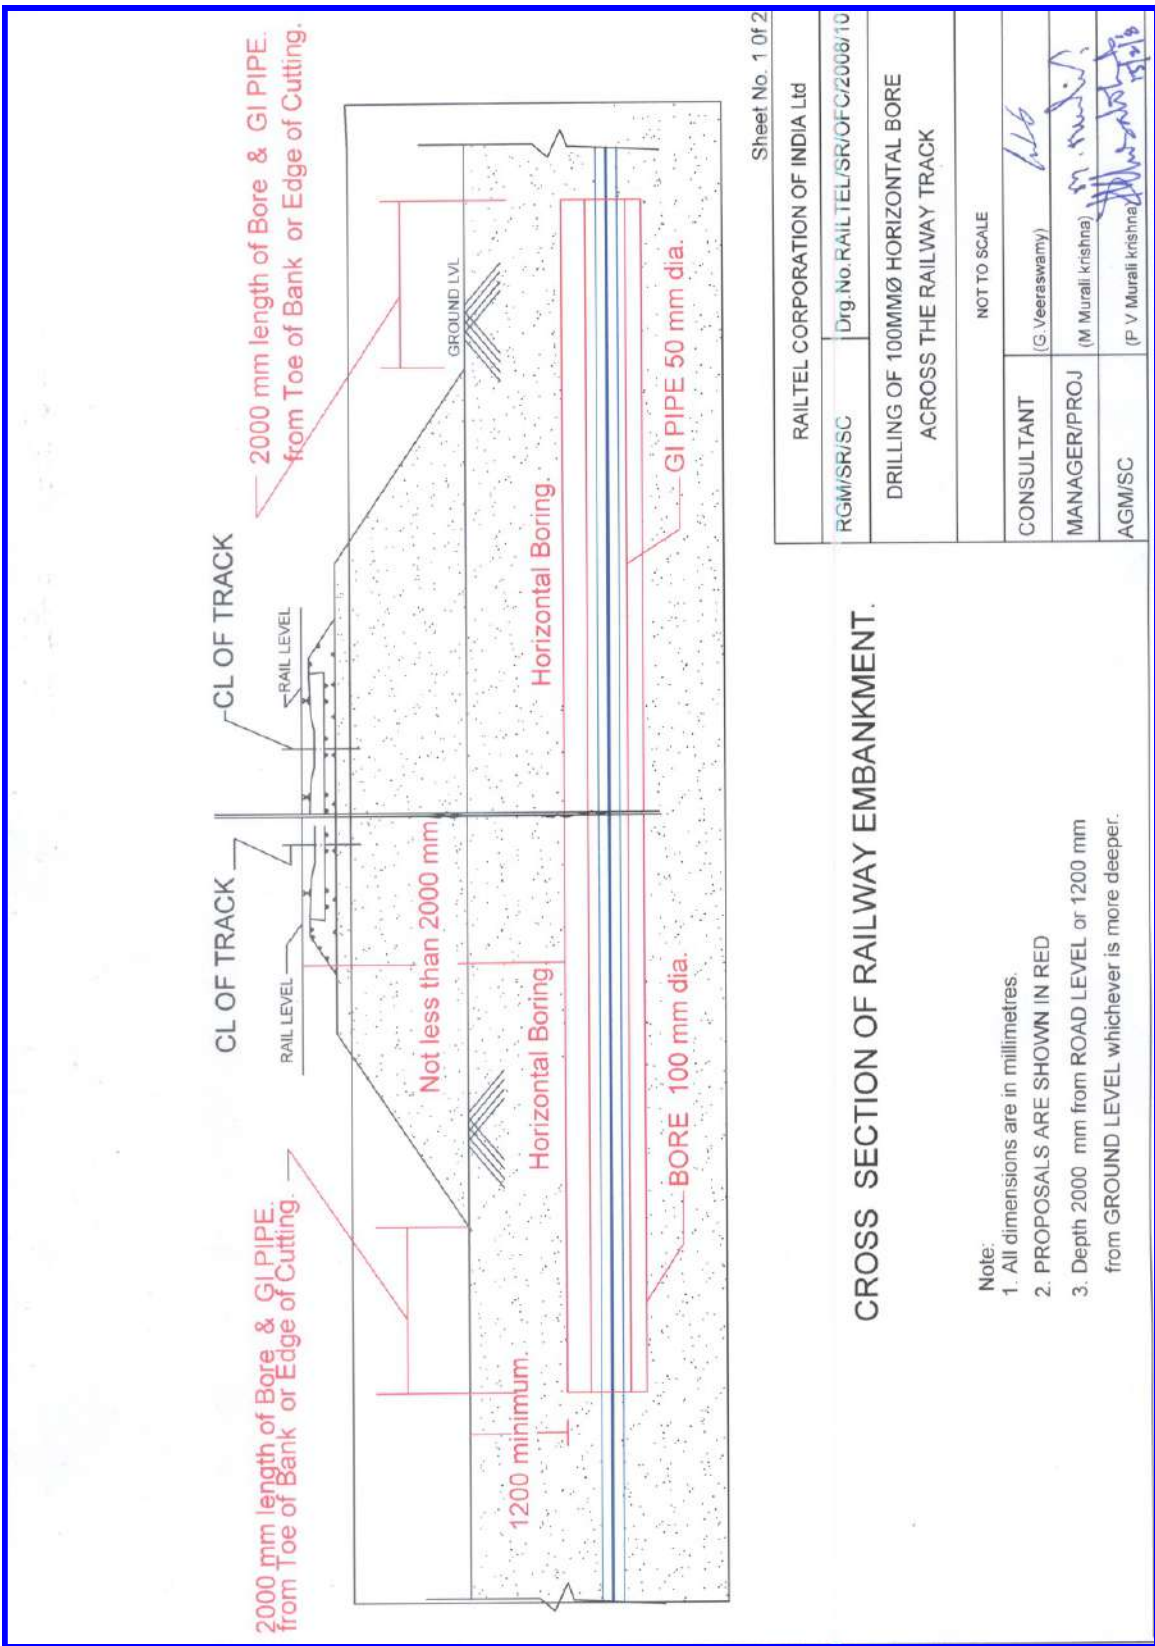 2000 mm length of Bore & GI PIPE.
from Toe of Bank or Edge of Cutting.
CL OF TRACK
RAIL LEVEL
CL OF TRACK
RAIL LEVEL
2000 mm length of Bore & GI PIPE.
from Toe of Bank or Edge of Cutting.
GROUND LVL
Not less than 2000 mm
1200 minimum.
Horizontal Boring.
Horizontal Boring.
BORE 100 mm dia.
GI PIPE 50 mm dia.
CROSS SECTION OF RAILWAY EMBANKMENT.
Note:
1. All dimensions are in millimetres.
2. PROPOSALS ARE SHOWN IN RED
3. Depth 2000 mm from ROAD LEVEL or 1200 mm
from GROUND LEVEL whichever is more deeper.
Sheet No. 1 Of 2
RAILTEL CORPORATION OF INDIA Ltd
RGM/SR/SC
Drg.No.RAILTEL/SR/OFC/2008/10
DRILLING OF 100MMØ HORIZONTAL BORE
ACROSS THE RAILWAY TRACK
NOT TO SCALE
CONSULTANT
(G.Veeraswamy)
MANAGER/PROJ
(M Murali krishna)
AGM/SC
(P V Murali krishna)